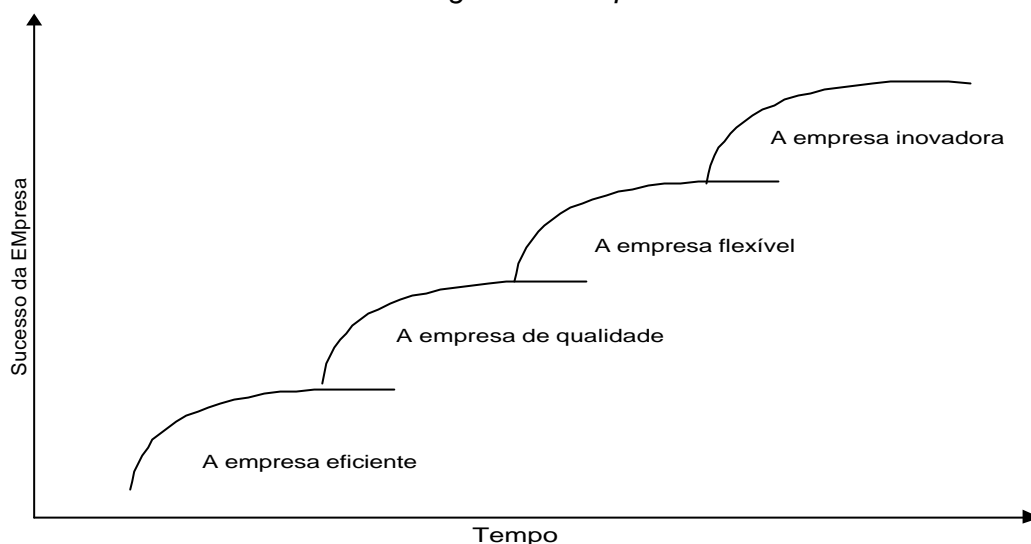 A empresa inovadora
A empresa flexível
A empresa de qualidade
A empresa eficiente
Sucesso da EMpresa
Tempo